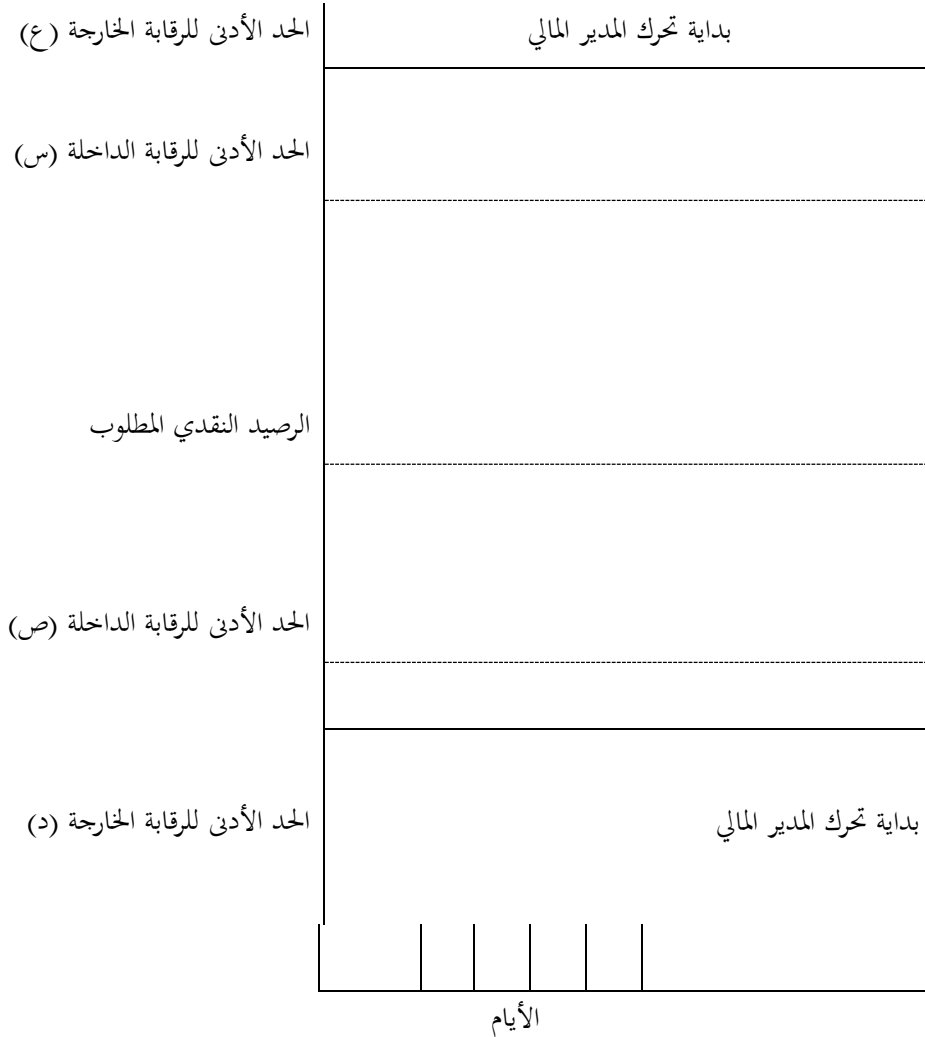 الحد الأدنى للرقابة الخارجة (ع)
بداية تحرك المدير المالي
الحد الأدنى للرقابة الداخلة (س)
الرصيد النقدي المطلوب
الحد الأدنى للرقابة الداخلة (ص)
الحد الأدنى للرقابة الخارجة (د)
بداية تحرك المدير المالي
الأيام